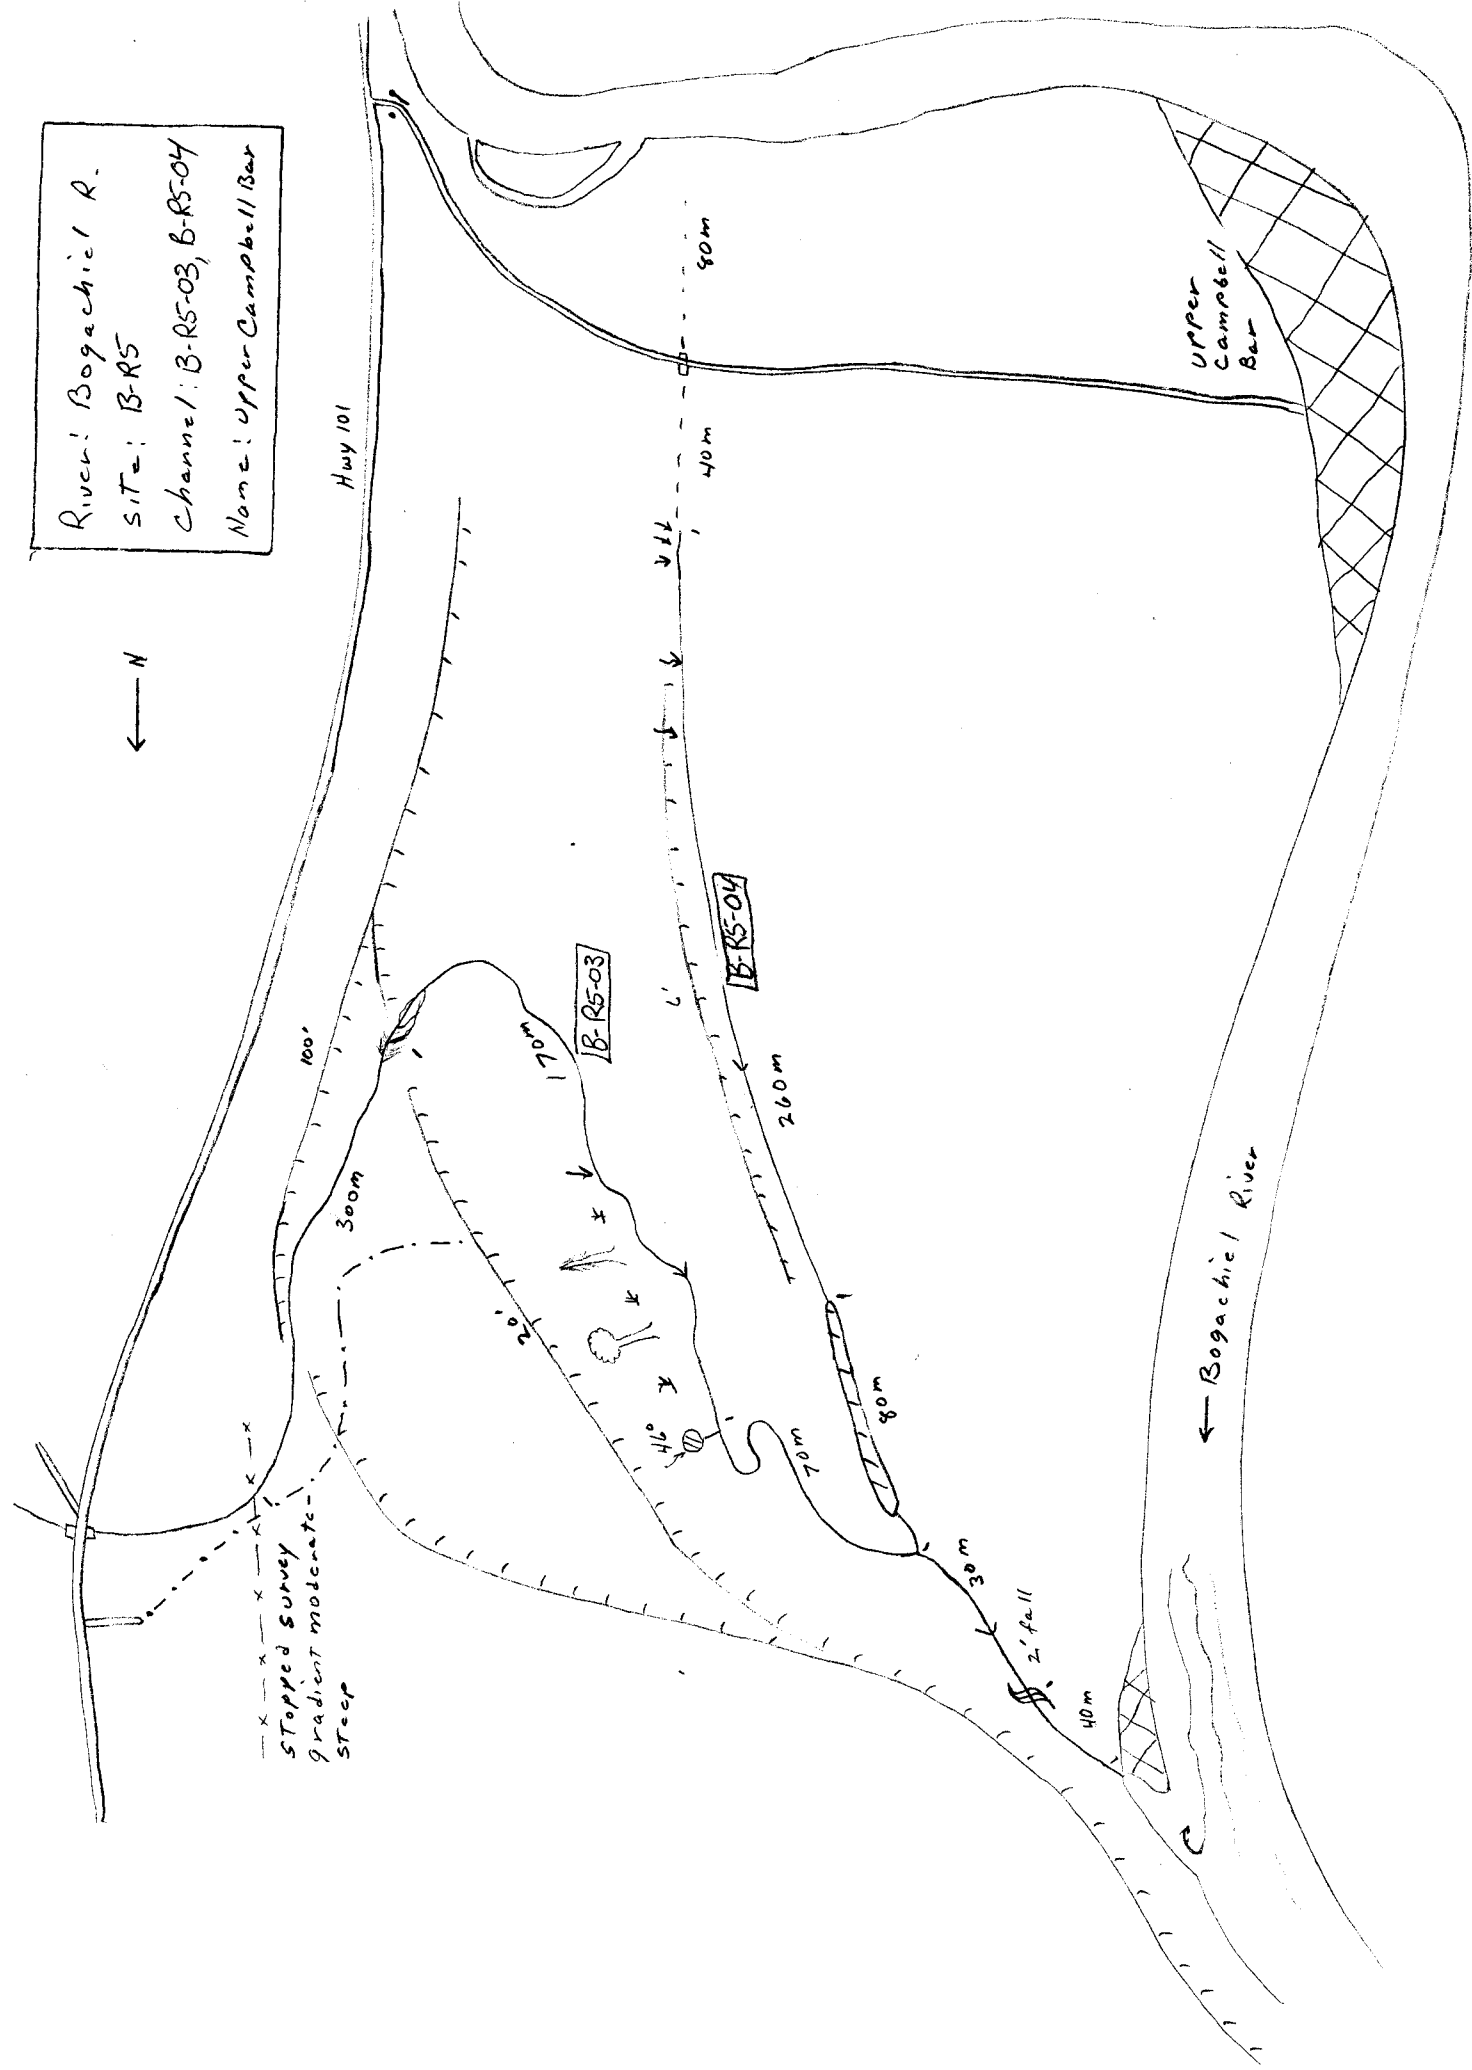 River: Bogachiel R.
Site: B-R5
Channel: B-R5-03, B-R5-04
Name: Upper Campbell Bar
N
Hwy 101
100'
300m
170m
B-R5-03
20'
46°
70m
80m
40m
6'
B-R5-04
260m
80m
30m
2' fall
40m
Upper
Campbell
Bar
Bogachiel River
Stopped survey
gradient moderate-
steep